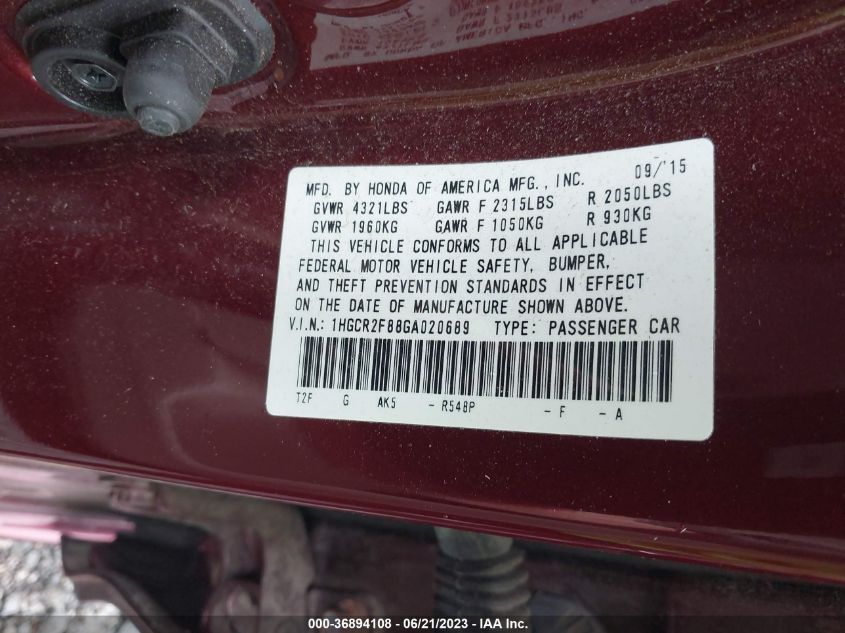 09/'15
MFD. BY HONDA OF AMERICA MFG., INC.
GVWR 4321LBS GAWR F 2315LBS R 2050LBS
GVWR 1960KG GAWR F 1050KG R 930KG
THIS VEHICLE CONFORMS TO ALL APPLICABLE
FEDERAL MOTOR VEHICLE SAFETY, BUMPER,
AND THEFT PREVENTION STANDARDS IN EFFECT
ON THE DATE OF MANUFACTURE SHOWN ABOVE.
V.I.N.: 1HGCR2F88GA020689 TYPE: PASSENGER CAR
T2F G AK5 - R548P - F - A
000-36894108 - 06/21/2023 - IAA Inc.